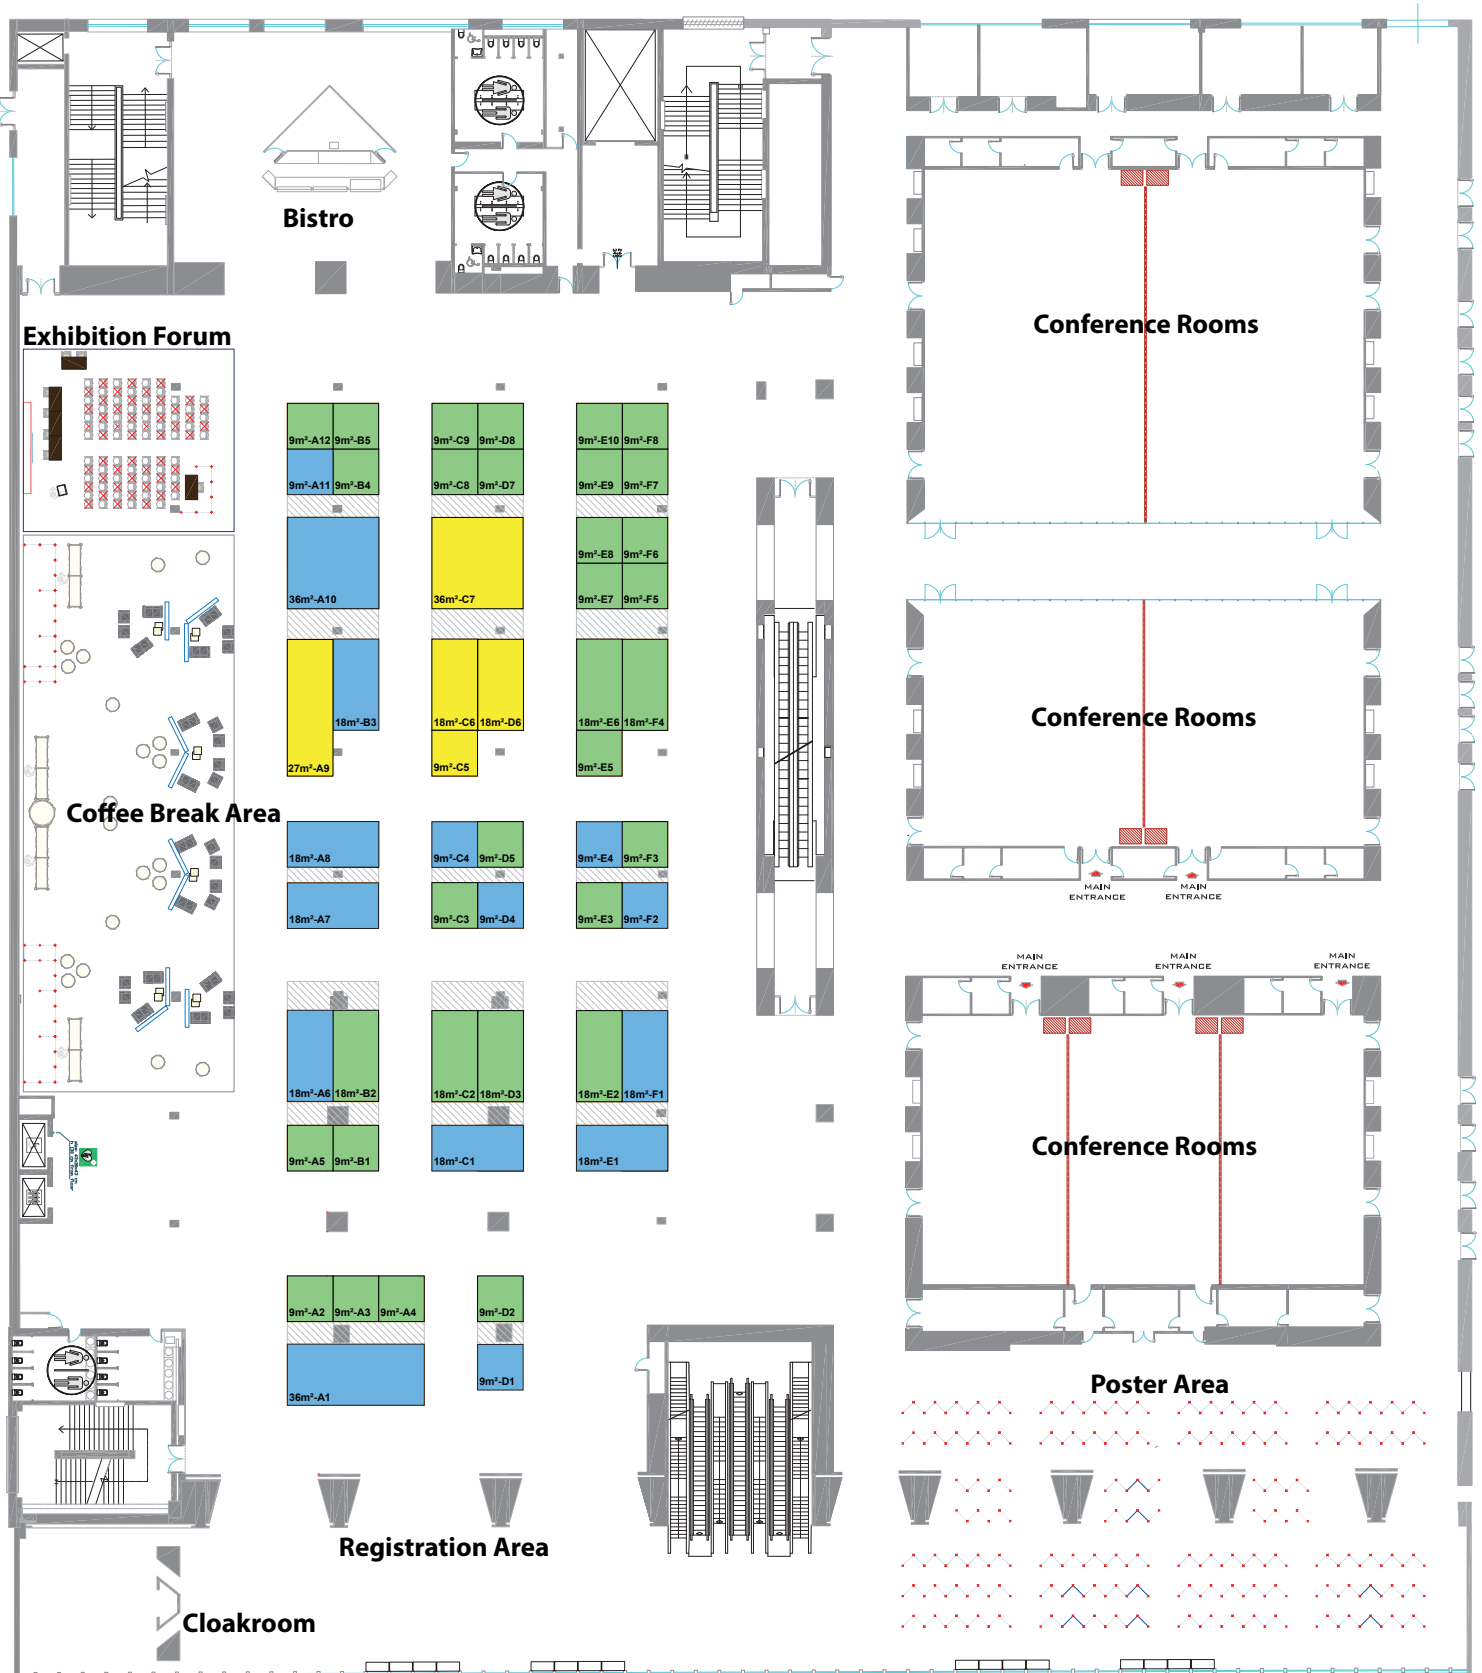 Bistro
Exhibition Forum
Conference Rooms
9m²-A12 9m²-B5 9m²-C9 9m²-D8 9m²-E10 9m²-F8
9m²-A11 9m²-B4 9m²-C8 9m²-D7 9m²-E9 9m²-F7
9m²-E8 9m²-F6
36m²-A10 36m²-C7 9m²-E7 9m²-F5
18m²-B3 18m²-C6 18m²-D6 18m²-E6 18m²-F4
Conference Rooms
27m²-A9 9m²-C5 9m²-E5
Coffee Break Area
18m²-A8 9m²-C4 9m²-D5 9m²-E4 9m²-F3
MAIN
ENTRANCE
MAIN
ENTRANCE
18m²-A7 9m²-C3 9m²-D4 9m²-E3 9m²-F2
MAIN
ENTRANCE
MAIN
ENTRANCE
MAIN
ENTRANCE
18m²-A6 18m²-B2 18m²-C2 18m²-D3 18m²-E2 18m²-F1
Conference Rooms
9m²-A5 9m²-B1 18m²-C1 18m²-E1
9m²-A2 9m²-A3 9m²-A4 9m²-D2
36m²-A1 9m²-D1
Poster Area
Registration Area
Cloakroom